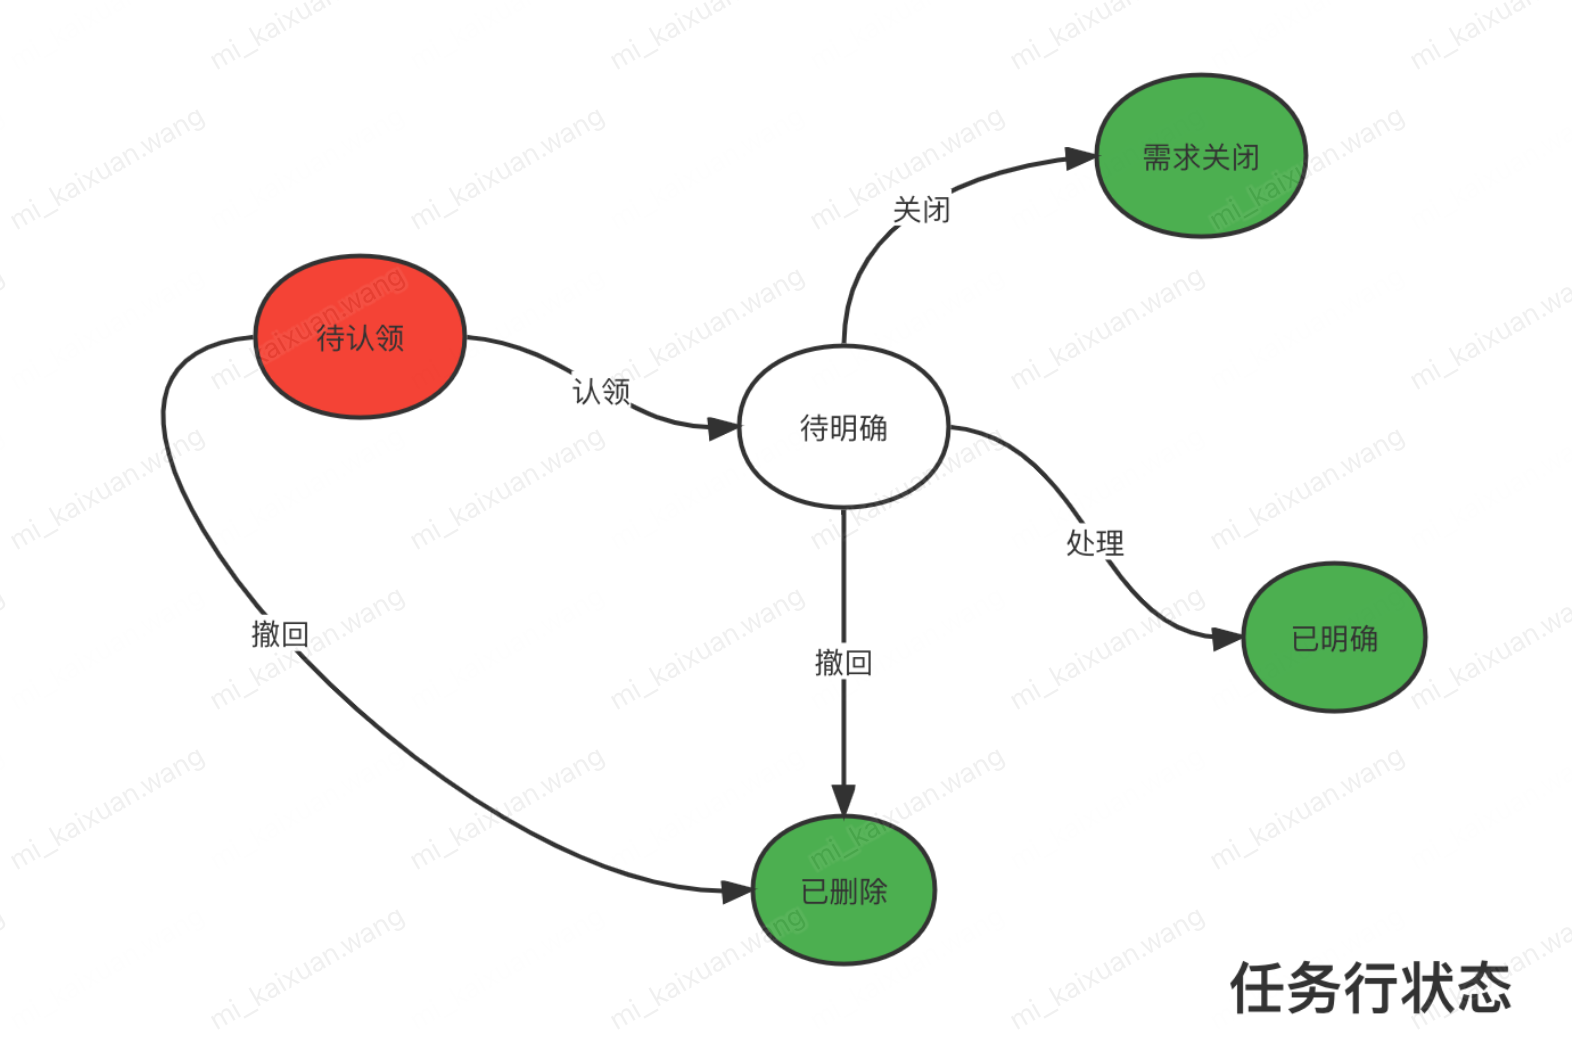 需求关闭
关闭
待认领
认领
待明确
处理
已明确
撤回
撤回
已删除
任务行状态
mi_kaixuan.wang